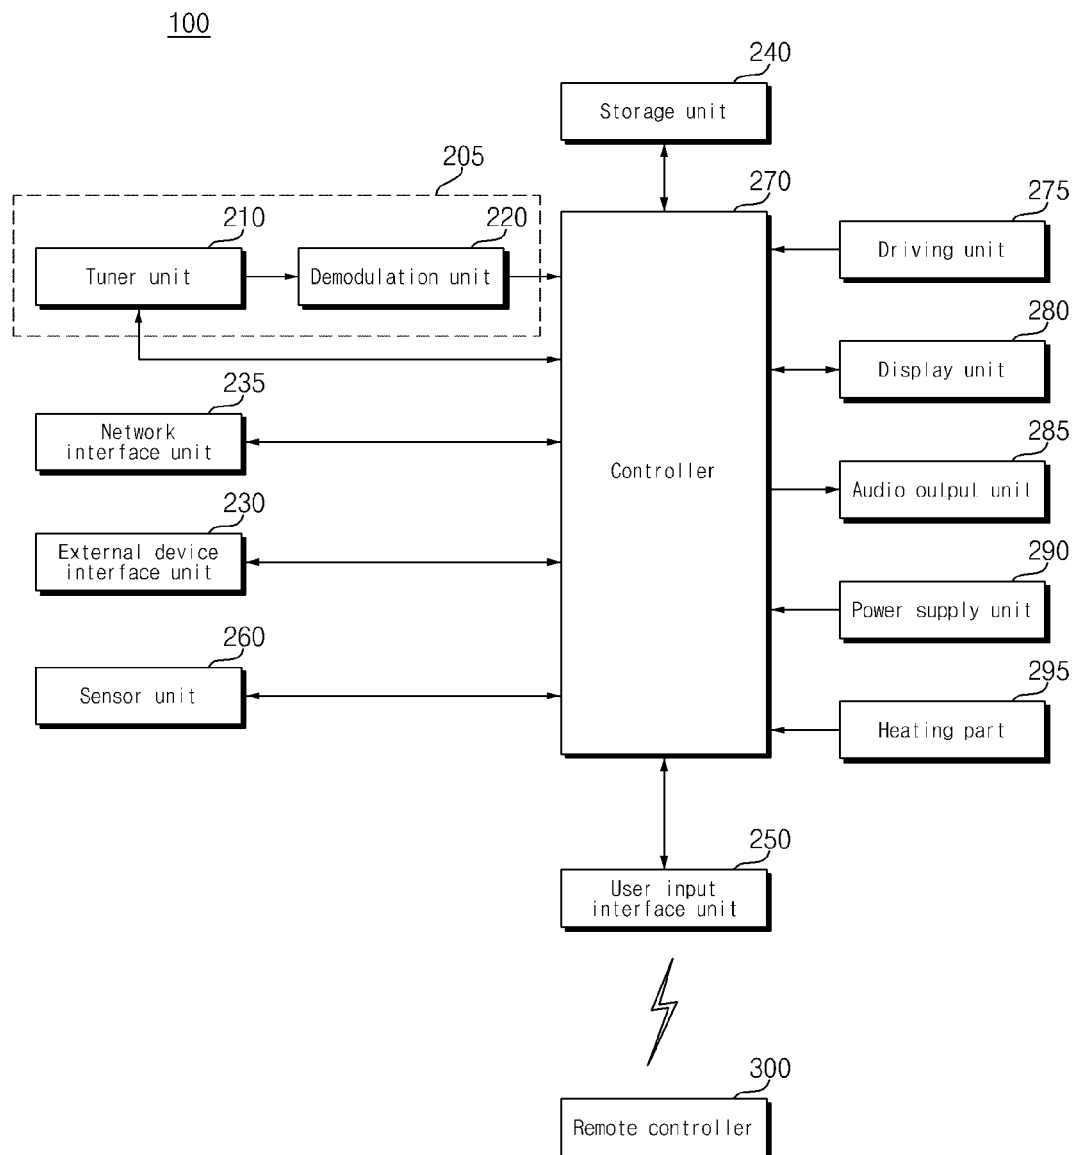 100
240
Storage unit
205
210
Tuner unit
220
Demodulation unit
270
Controller
275
Driving unit
280
Display unit
235
Network
interface unit
285
Audio output unit
230
External device
interface unit
290
Power supply unit
260
Sensor unit
295
Heating part
250
User input
interface unit
300
Remote controller